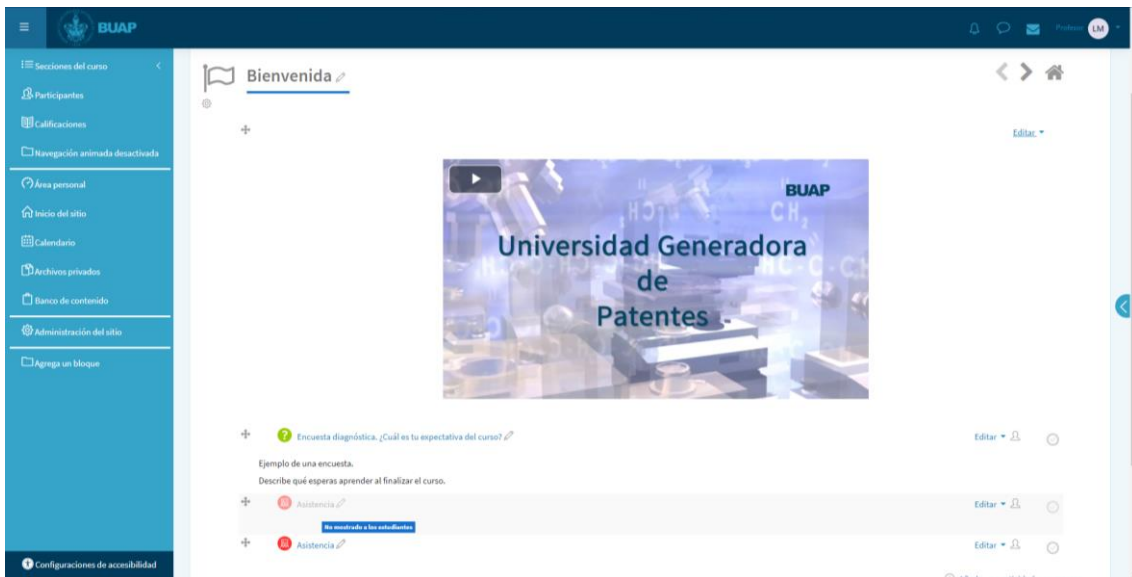 BUAP
Profesor LM
Secciones del curso
Participantes
Calificaciones
Navegación animada desactivada
Área personal
Inicio del sitio
Calendario
Archivos privados
Banco de contenido
Administración del sitio
Agrega un bloque
Configuraciones de accesibilidad
Bienvenida
Editar
BUAP
CH
Universidad Generadora
de
Patentes
Encuesta diagnóstica. ¿Cuál es tu expectativa del curso?
Editar
Ejemplo de una encuesta.
Describe qué esperas aprender al finalizar el curso.
Asistencia
Editar
No mostrado a los estudiantes
Asistencia
Editar